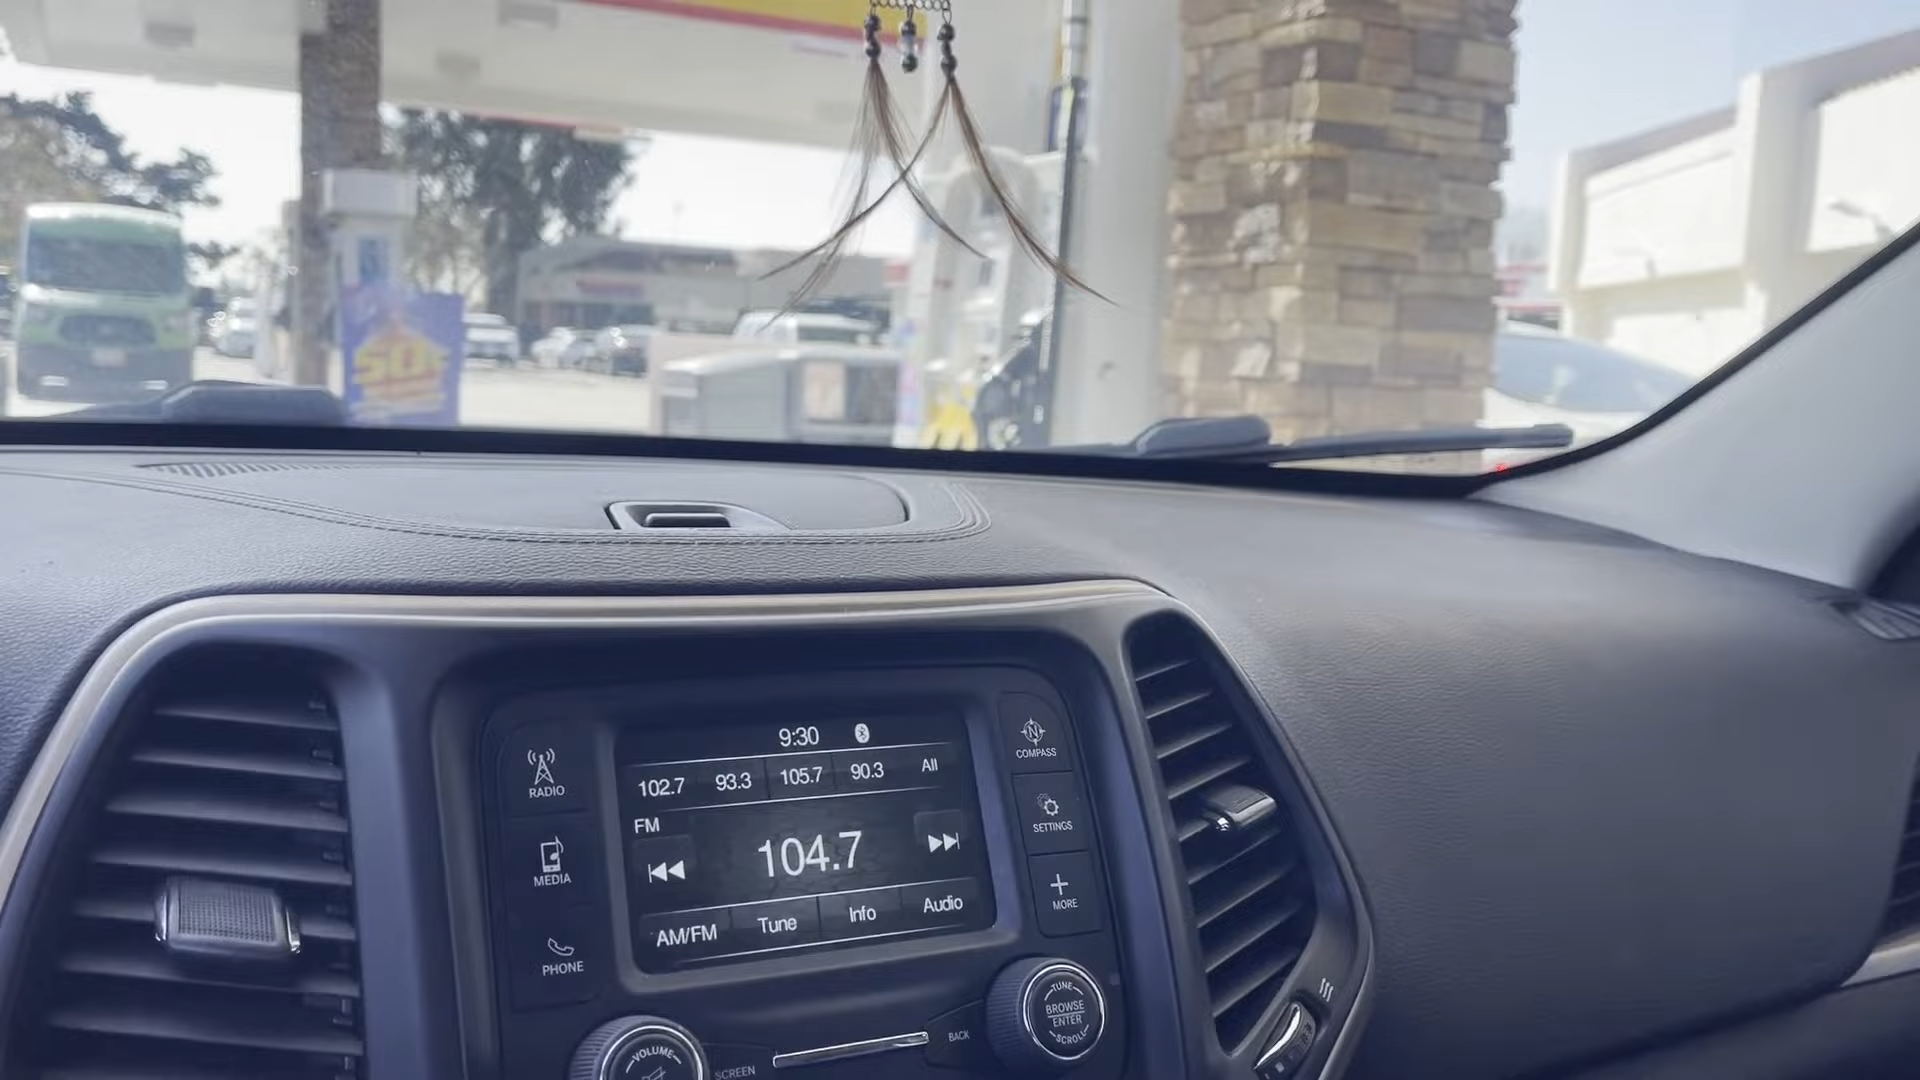 50¢
9:30
102.7 93.3 105.7 90.3 All
FM
104.7
AM/FM Tune Info Audio
RADIO
MEDIA
PHONE
COMPASS
N
SETTINGS
MORE
VOLUME
SCREEN
BACK
TUNE
BROWSE
ENTER
SCROLL